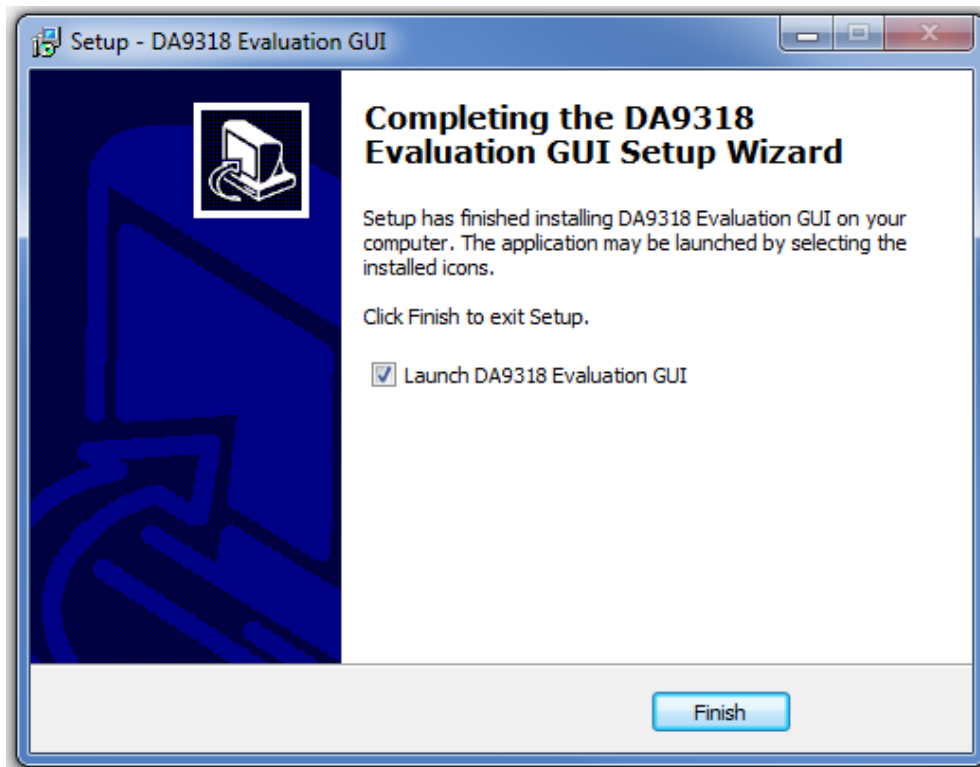 Setup - DA9318 Evaluation GUI
Completing the DA9318
Evaluation GUI Setup Wizard
Setup has finished installing DA9318 Evaluation GUI on your
computer. The application may be launched by selecting the
installed icons.
Click Finish to exit Setup.
Launch DA9318 Evaluation GUI
Finish